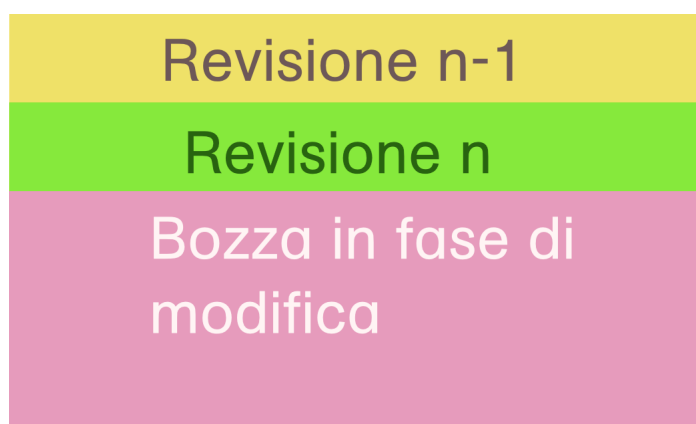 Revisione n-1
Revisione n
Bozza in fase di
modifica